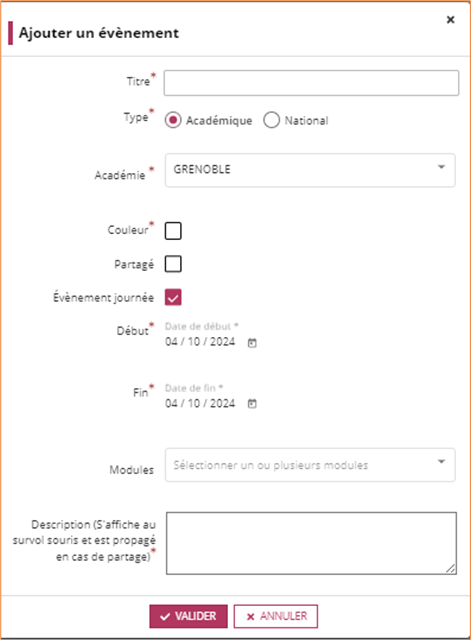 ×
Ajouter un évènement
Titre*
Type* Académique National
Académie * GRENOBLE
Couleur*
Partagé
Évènement journée
Date de début *
Début* 04 / 10 / 2024
Date de fin *
Fin* 04 / 10 / 2024
Modules Sélectionner un ou plusieurs modules
Description (S'affiche au
survol souris et est propagé
en cas de partage)*
VALIDER × ANNULER